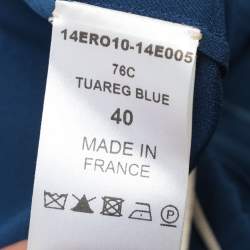 14ERO10-14E005
76C
TUAREG BLUE
40
MADE IN
FRANCE
P